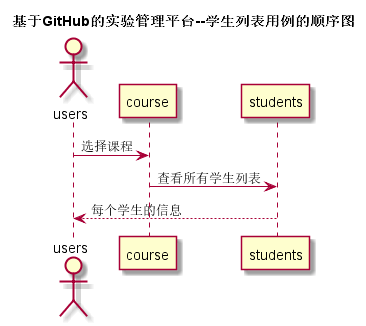 基于GitHub的实验管理平台--学生列表用例的顺序图
users
course
students
选择课程
查看所有学生列表
每个学生的信息
users
course
students